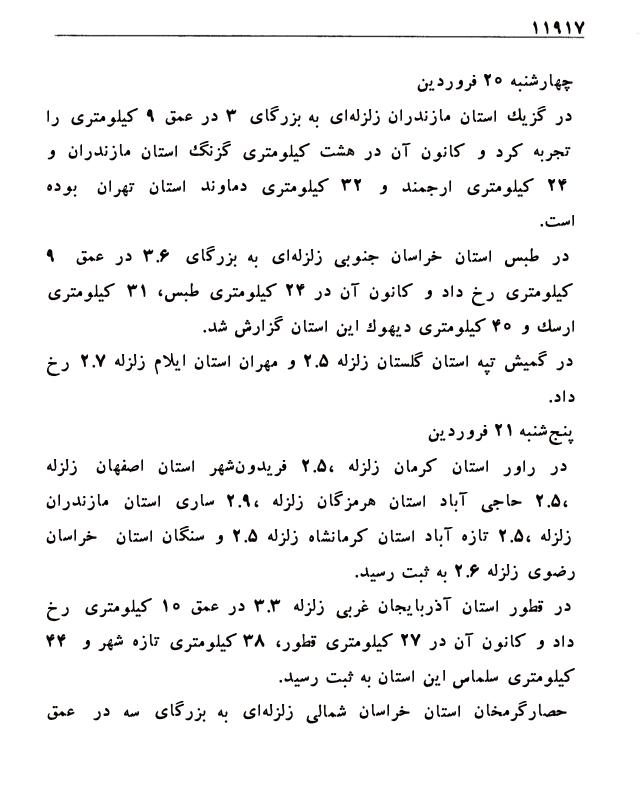 ۱۱۹۱۷
چهارشنبه ۲۰ فروردین
در گزیك استان مازندران زلزله‌ای به بزرگای ۳ در عمق ۹ کیلومتری را
تجربه کرد و کانون آن در هشت کیلومتری گزنگ استان مازندران و
۲۴ کیلومتری ارجمند و ۳۲ کیلومتری دماوند استان تهران بوده
است.
در طبس استان خراسان جنوبی زلزله‌ای به بزرگای ۳.۶ در عمق ۹
کیلومتری رخ داد و کانون آن در ۲۴ کیلومتری طبس، ۳۱ کیلومتری
ارسك و ۴۰ کیلومتری دیهوك این استان گزارش شد.
در گمیش تپه استان گلستان زلزله ۲.۵ و مهران استان ایلام زلزله ۲.۷ رخ
داد.
پنج‌شنبه ۲۱ فروردین
در راور استان کرمان زلزله ،۲.۵ فریدون‌شهر استان اصفهان زلزله
،۲.۵ حاجی آباد استان هرمزگان زلزله ،۲.۹ ساری استان مازندران
زلزله ،۲.۵ تازه آباد استان کرمانشاه زلزله ۲.۵ و سنگان استان خراسان
رضوی زلزله ۲.۶ به ثبت رسید.
در قطور استان آذربایجان غربی زلزله ۳.۳ در عمق ۱۰ کیلومتری رخ
داد و کانون آن در ۲۷ کیلومتری قطور، ۳۸ کیلومتری تازه شهر و ۴۴
کیلومتری سلماس این استان به ثبت رسید.
حصارگرمخان استان خراسان شمالی زلزله‌ای به بزرگای سه در عمق